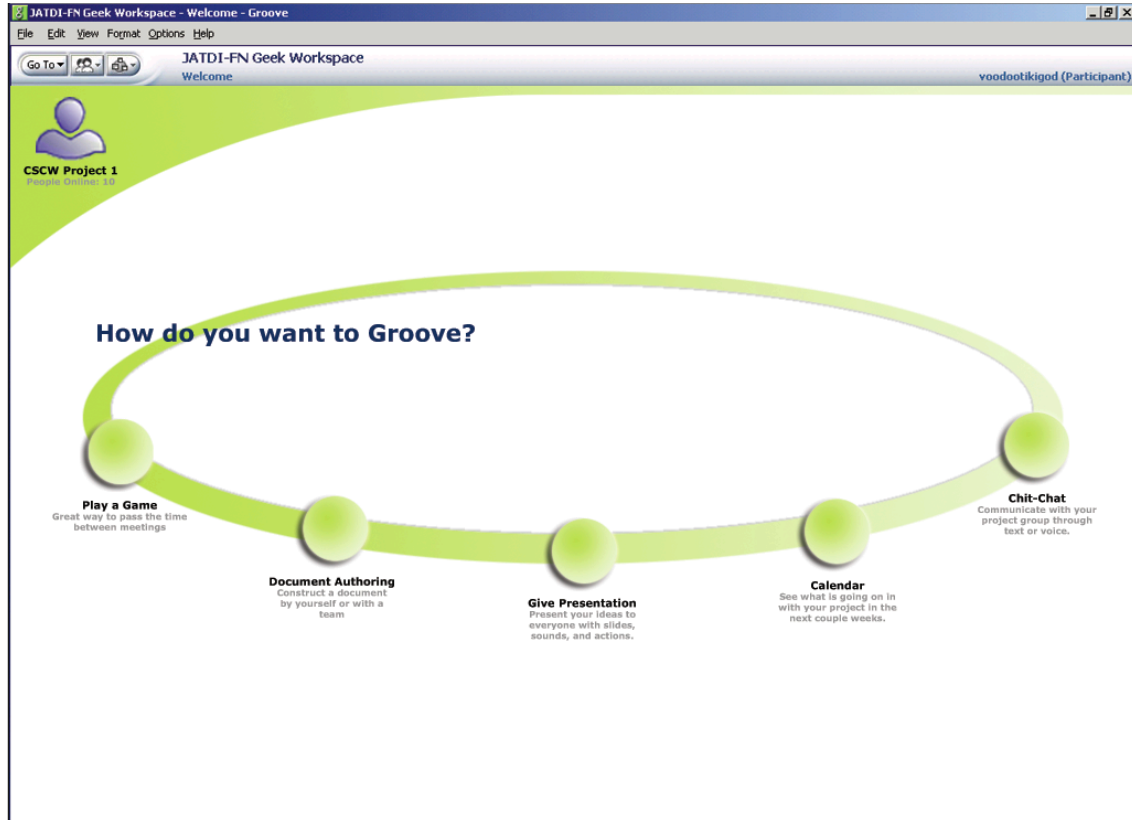 JATDI-FN Geek Workspace - Welcome - Groove
File Edit View Format Options Help
Go To
JATDI-FN Geek Workspace
Welcome
voodootikigod (Participant)
CSCW Project 1
People Online: 10
How do you want to Groove?
Play a Game
Great way to pass the time
between meetings
Document Authoring
Construct a document
by yourself or with a
team
Give Presentation
Present your ideas to
everyone with slides,
sounds, and actions.
Calendar
See what is going on in
with your project in the
next couple weeks.
Chit-Chat
Communicate with your
project group through
text or voice.